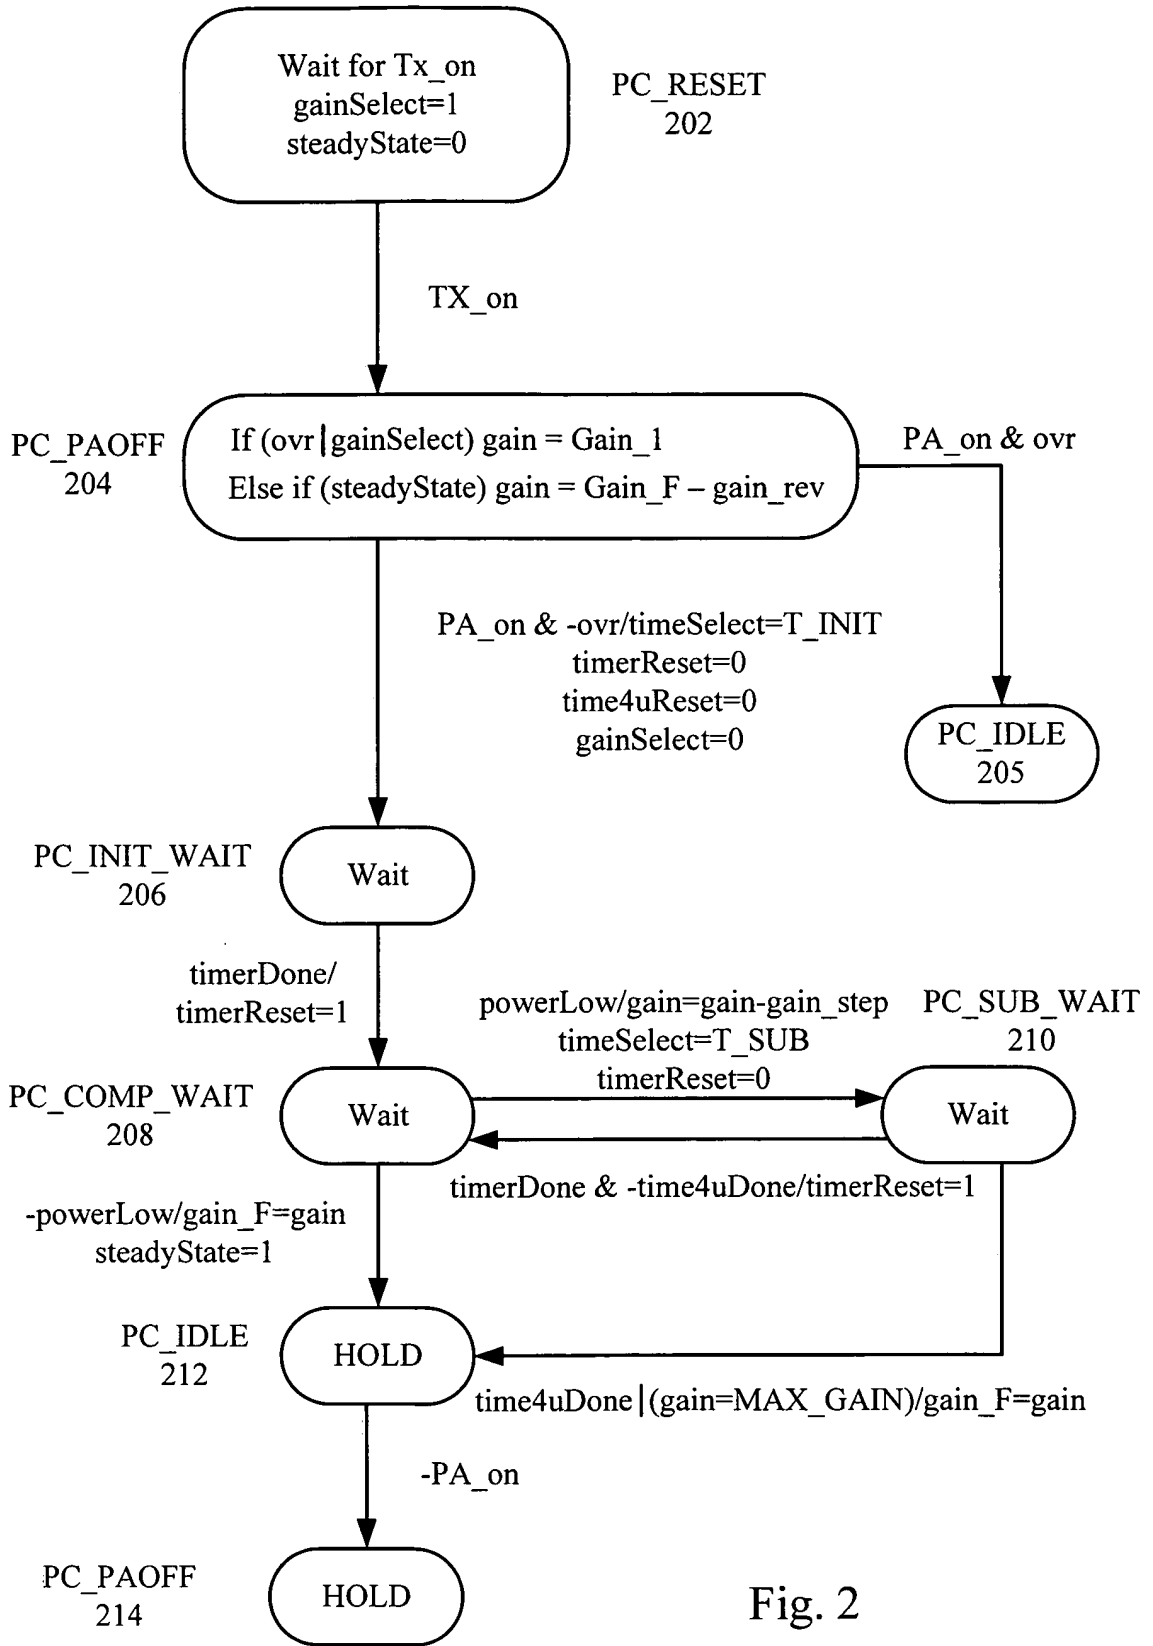 Wait for Tx_on
gainSelect=1
steadyState=0
PC_RESET
202
TX_on
PC_PAOFF
204
If (ovr|gainSelect) gain = Gain_1
Else if (steadyState) gain = Gain_F – gain_rev
PA_on & ovr
PA_on & -ovr/timeSelect=T_INIT
timerReset=0
time4uReset=0
gainSelect=0
PC_IDLE
205
PC_INIT_WAIT
206
Wait
timerDone/
timerReset=1
powerLow/gain=gain-gain_step
timeSelect=T_SUB
timerReset=0
PC_SUB_WAIT
210
PC_COMP_WAIT
208
Wait
Wait
timerDone & -time4uDone/timerReset=1
-powerLow/gain_F=gain
steadyState=1
PC_IDLE
212
HOLD
time4uDone|(gain=MAX_GAIN)/gain_F=gain
-PA_on
PC_PAOFF
214
HOLD
Fig. 2